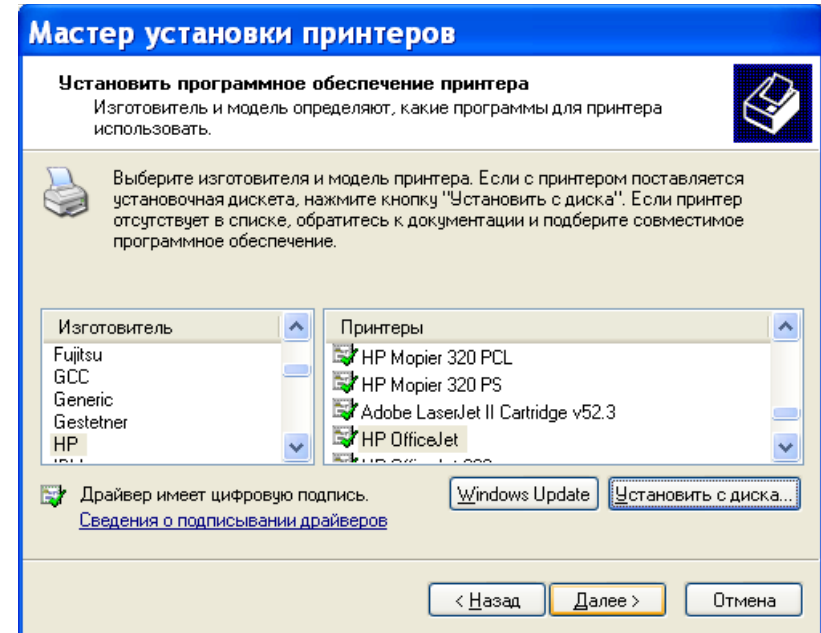 Мастер установки принтеров
Установить программное обеспечение принтера
Изготовитель и модель определяют, какие программы для принтера
использовать.
Выберите изготовителя и модель принтера. Если с принтером поставляется
установочная дискета, нажмите кнопку "Установить с диска". Если принтер
отсутствует в списке, обратитесь к документации и подберите совместимое
программное обеспечение.
Изготовитель
Fujitsu
GCC
Generic
Gestetner
HP
Принтеры
HP Mopier 320 PCL
HP Mopier 320 PS
Adobe LaserJet II Cartridge v52.3
HP OfficeJet
Драйвер имеет цифровую подпись.
Сведения о подписывании драйверов
Windows Update
Установить с диска...
< Назад
Далее >
Отмена